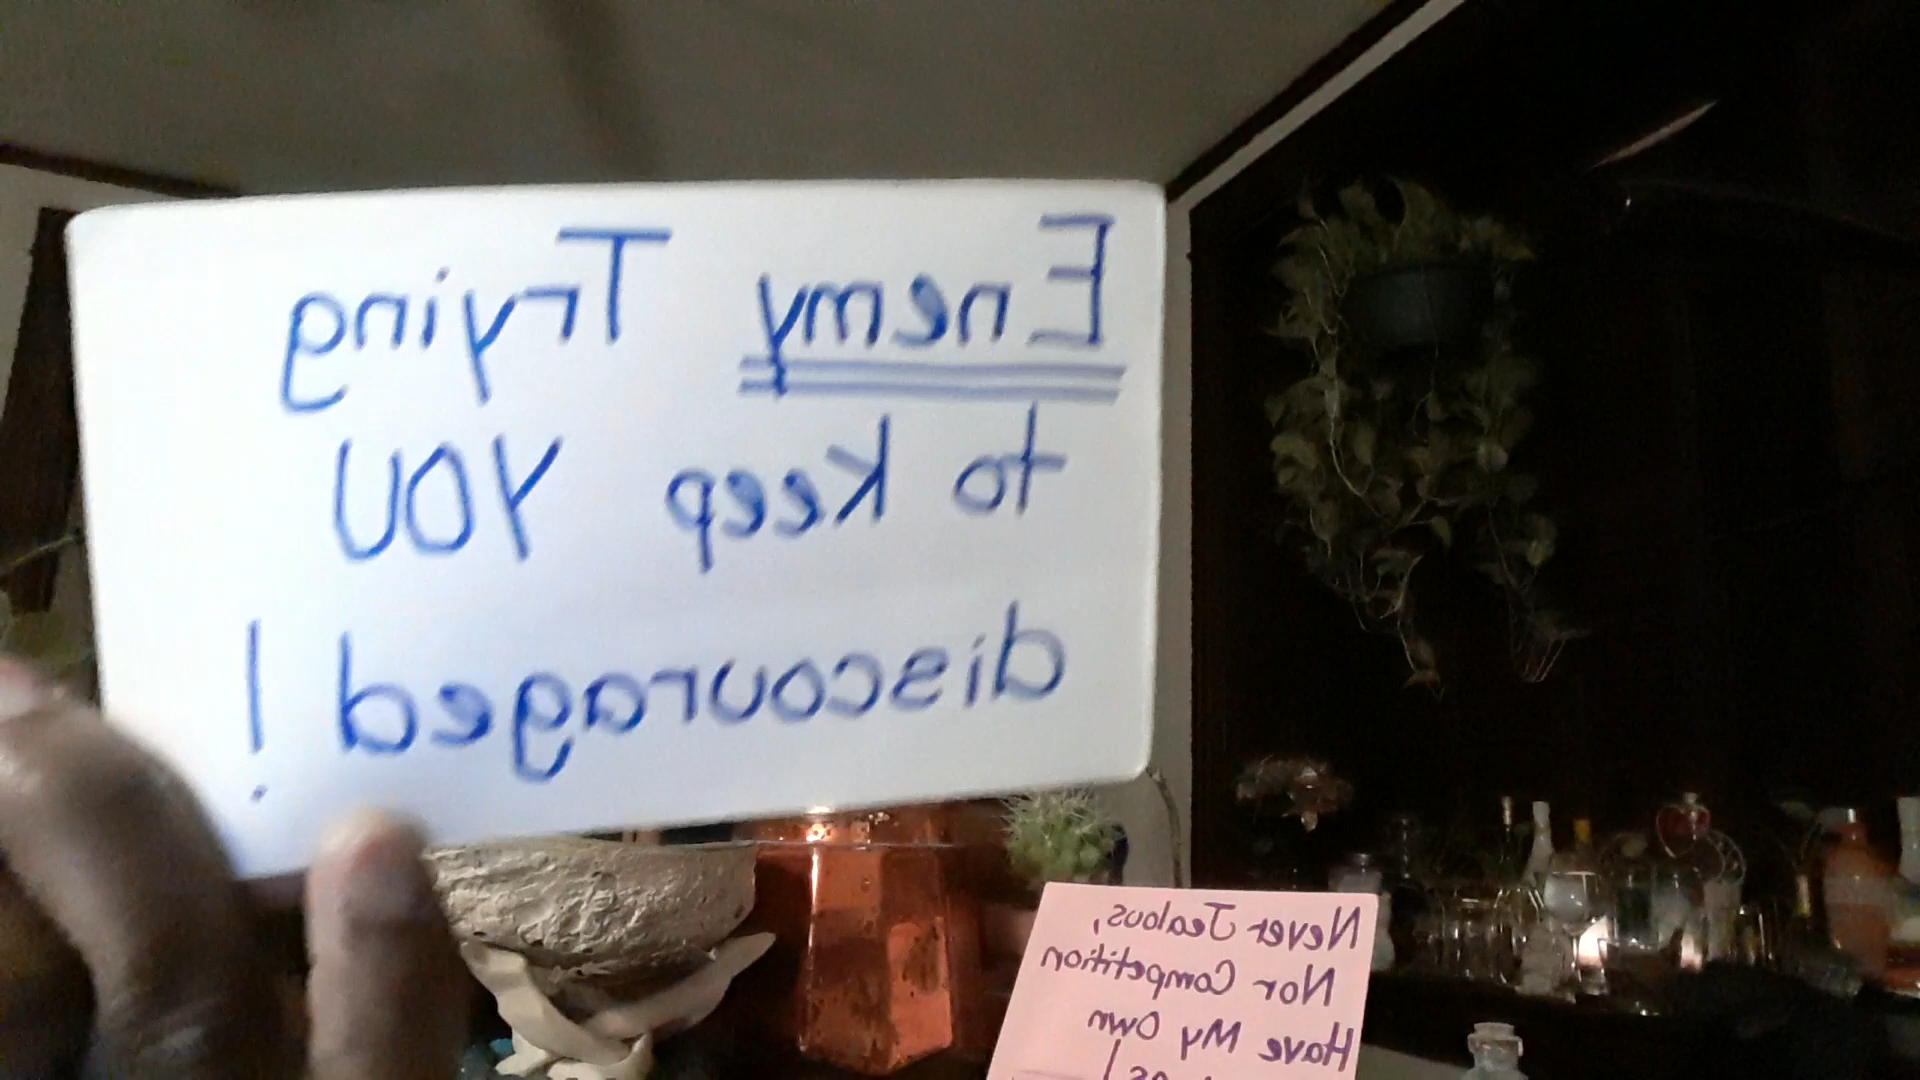 Enemy Trying
to keep YOU
discouraged !
Never Jealous,
Nor Competition
Have My Own